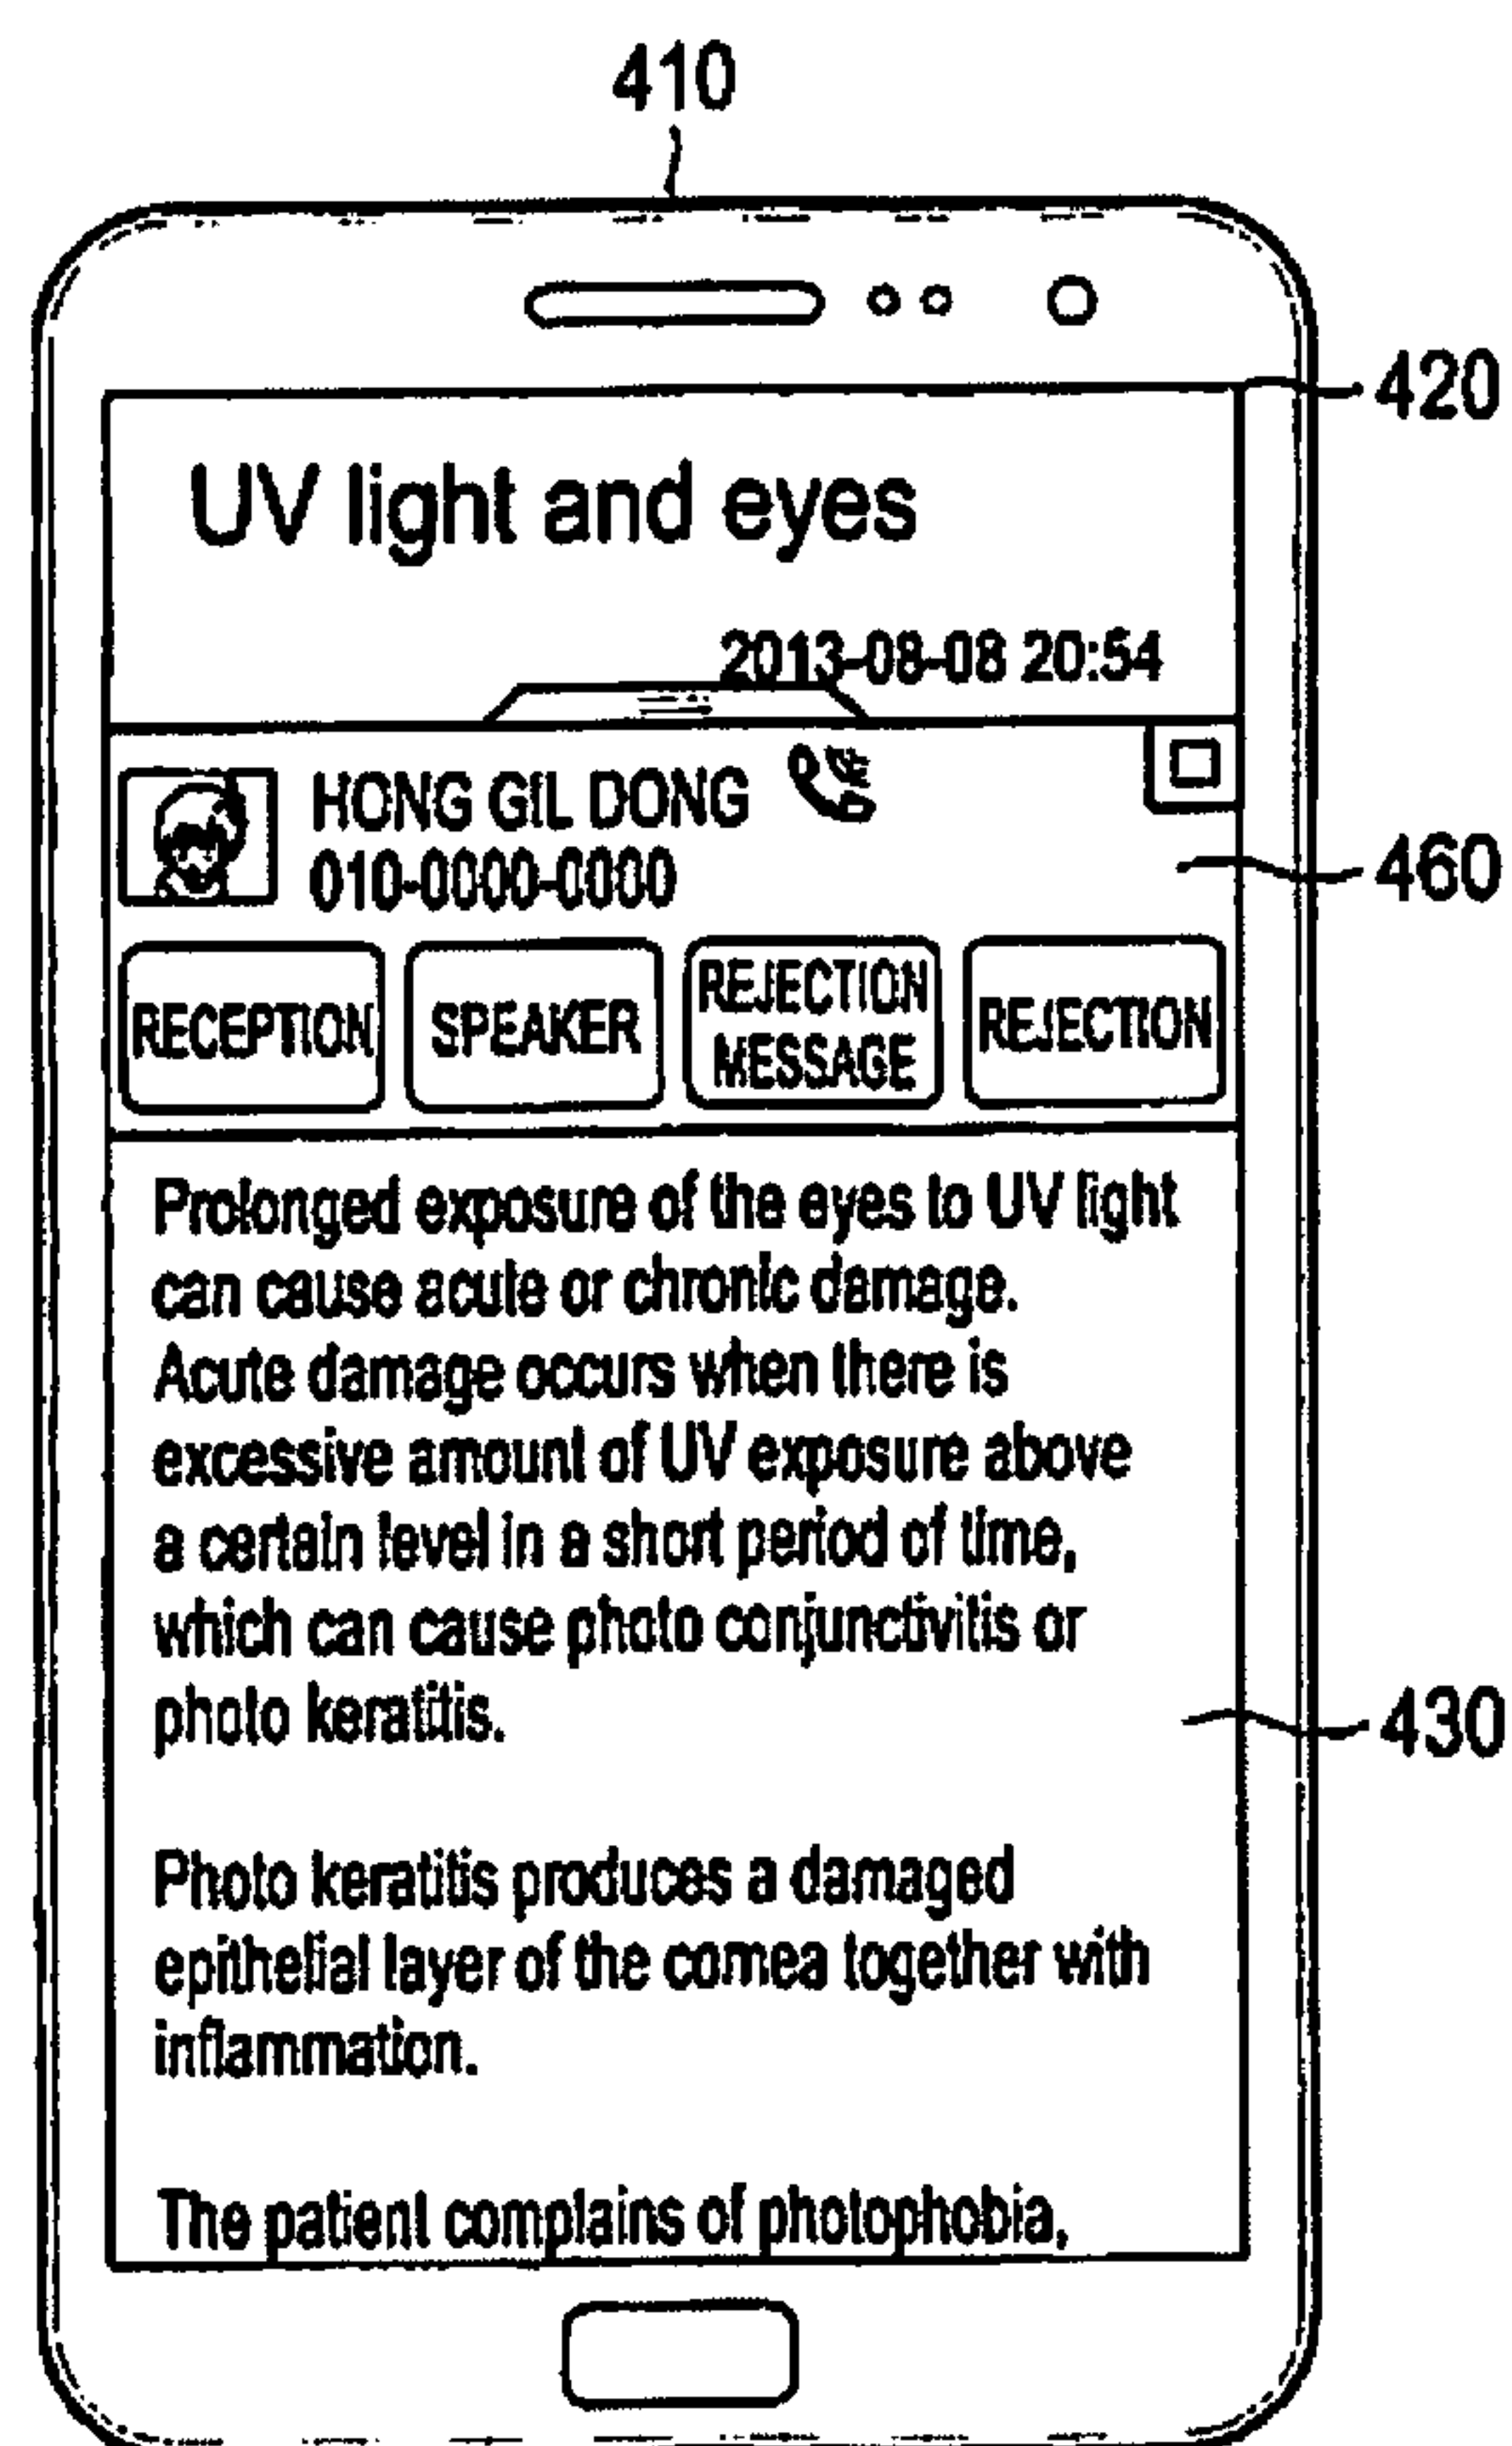 410
420
UV light and eyes
2013-08-08 20:54
HONG GIL DONG
010-0000-0000
460
RECEPTION
SPEAKER
REJECTION
MESSAGE
REJECTION
Prolonged exposure of the eyes to UV light
can cause acute or chronic damage.
Acute damage occurs when there is
excessive amount of UV exposure above
a certain level in a short period of time,
which can cause photo conjunctivitis or
photo keratitis.
430
Photo keratitis produces a damaged
epithelial layer of the cornea together with
inflammation.
The patient complains of photophobia,